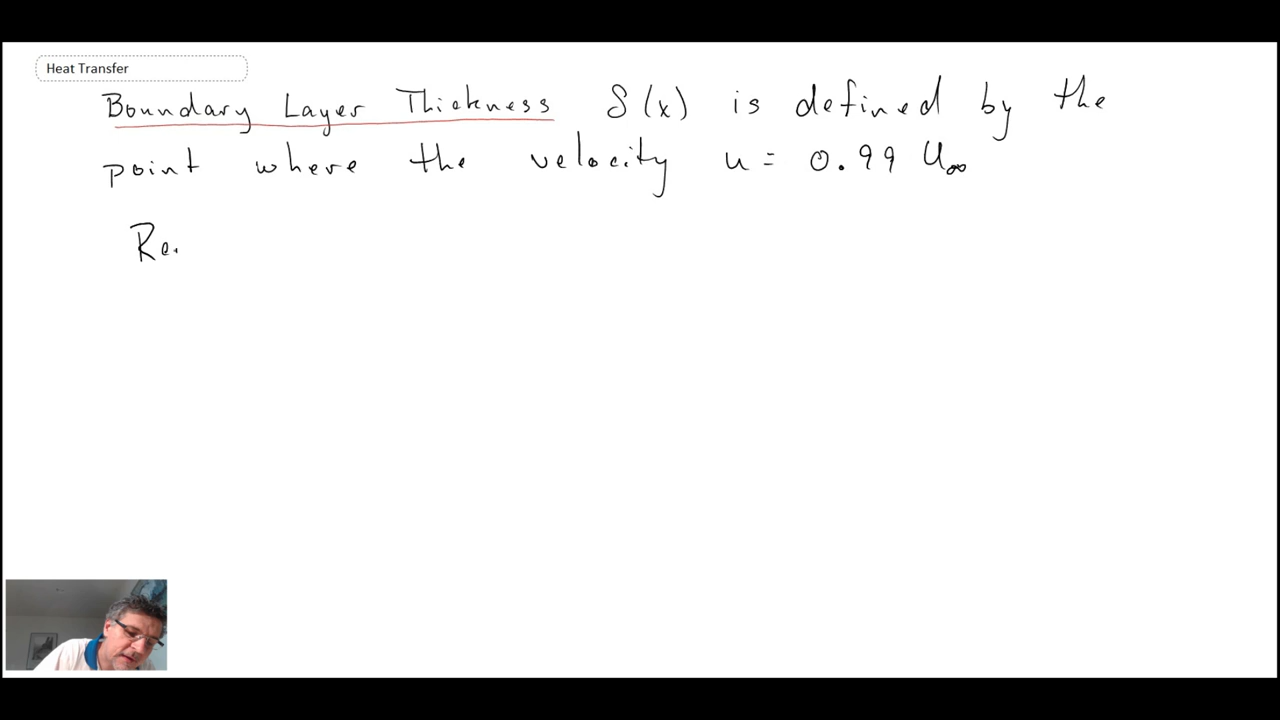 Heat Transfer
Boundary Layer Thickness δ(x) is defined by the
point where the velocity u = 0.99 U∞
Re.